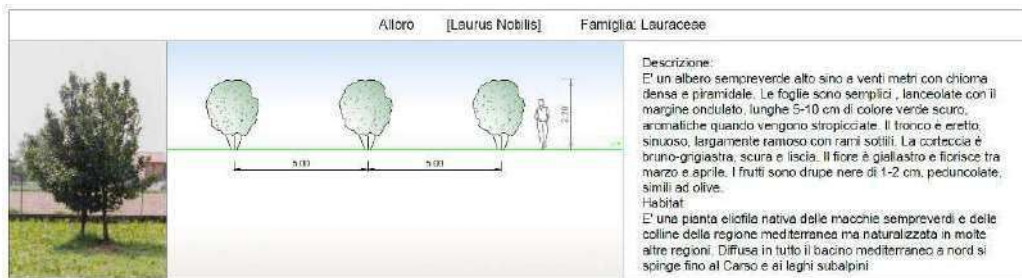 Alloro [Laurus Nobilis] Famiglia: Lauraceae
Descrizione:
E' un albero sempreverde alto sino a venti metri con chioma
densa e piramidale. Le foglie sono semplici , lanceolate con il
margine ondulato, lunghe 5-10 cm di colore verde scuro,
aromatiche quando vengono stropicciate. Il tronco è eretto,
sinuoso, largamente ramoso con rami sottili. La corteccia è
bruno-grigiastra, scura e liscia. Il fiore è giallastro e fiorisce tra
marzo e aprile. I frutti sono drupe nere di 1-2 cm, peduncolate,
simili ad olive.
Habitat
E' una pianta eliofila nativa delle macchie sempreverdi e delle
colline della regione mediterranea ma naturalizzata in molte
altre regioni. Diffusa in tutto il bacino mediterraneo a nord si
spinge fino al Carso e ai laghi subalpini
5.00 5.00